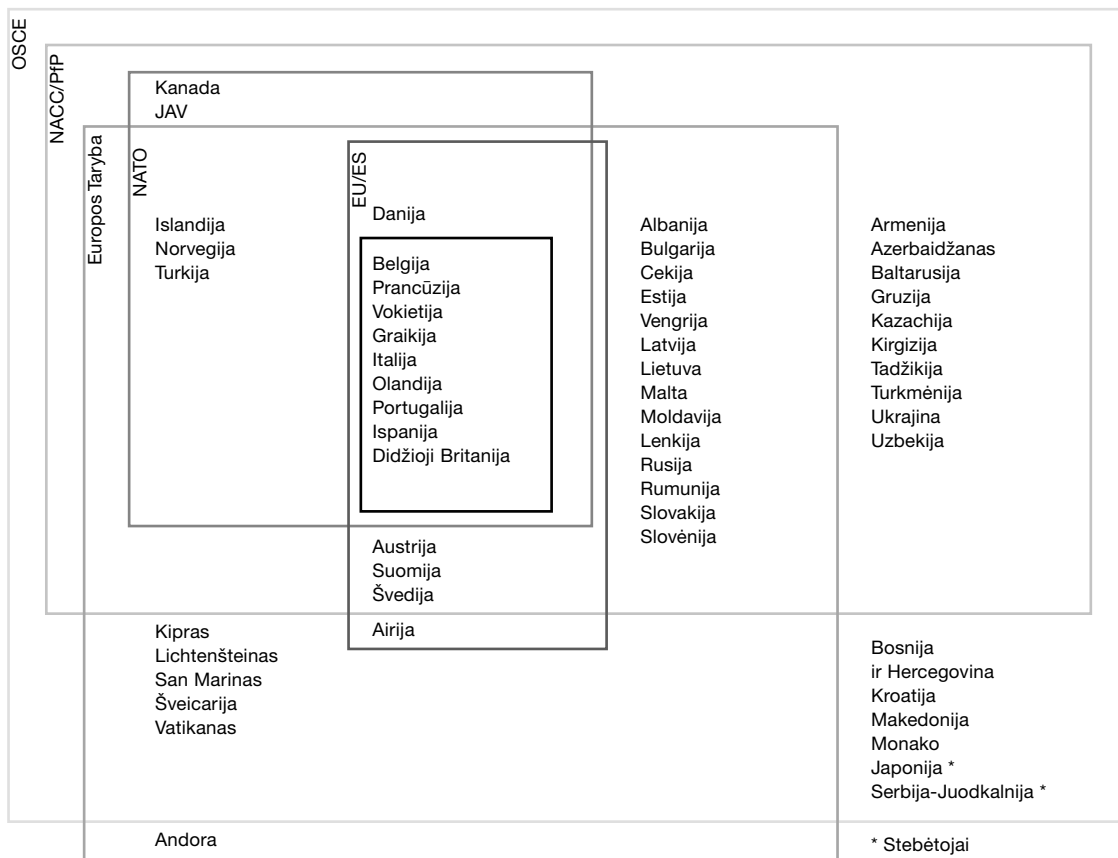 OSCE
NACC/PfP
Europos Taryba
NATO
EU/ES
Kanada
JAV
Islandija
Norvegija
Turkija
Danija
Belgija
Prancūzija
Vokietija
Graikija
Italija
Olandija
Portugalija
Ispanija
Didžioji Britanija
Austrija
Suomija
Švedija
Airija
Albanija
Bulgarija
Cekija
Estija
Vengrija
Latvija
Lietuva
Malta
Moldavija
Lenkija
Rusija
Rumunija
Slovakija
Slovėnija
Armenija
Azerbaidžanas
Baltarusija
Gruzija
Kazachija
Kirgizija
Tadžikija
Turkmėnija
Ukrajina
Uzbekija
Kipras
Lichtenšteinas
San Marinas
Šveicarija
Vatikanas
Bosnija
ir Hercegovina
Kroatija
Makedonija
Monako
Japonija *
Serbija-Juodkalnija *
Andora
* Stebėtojai